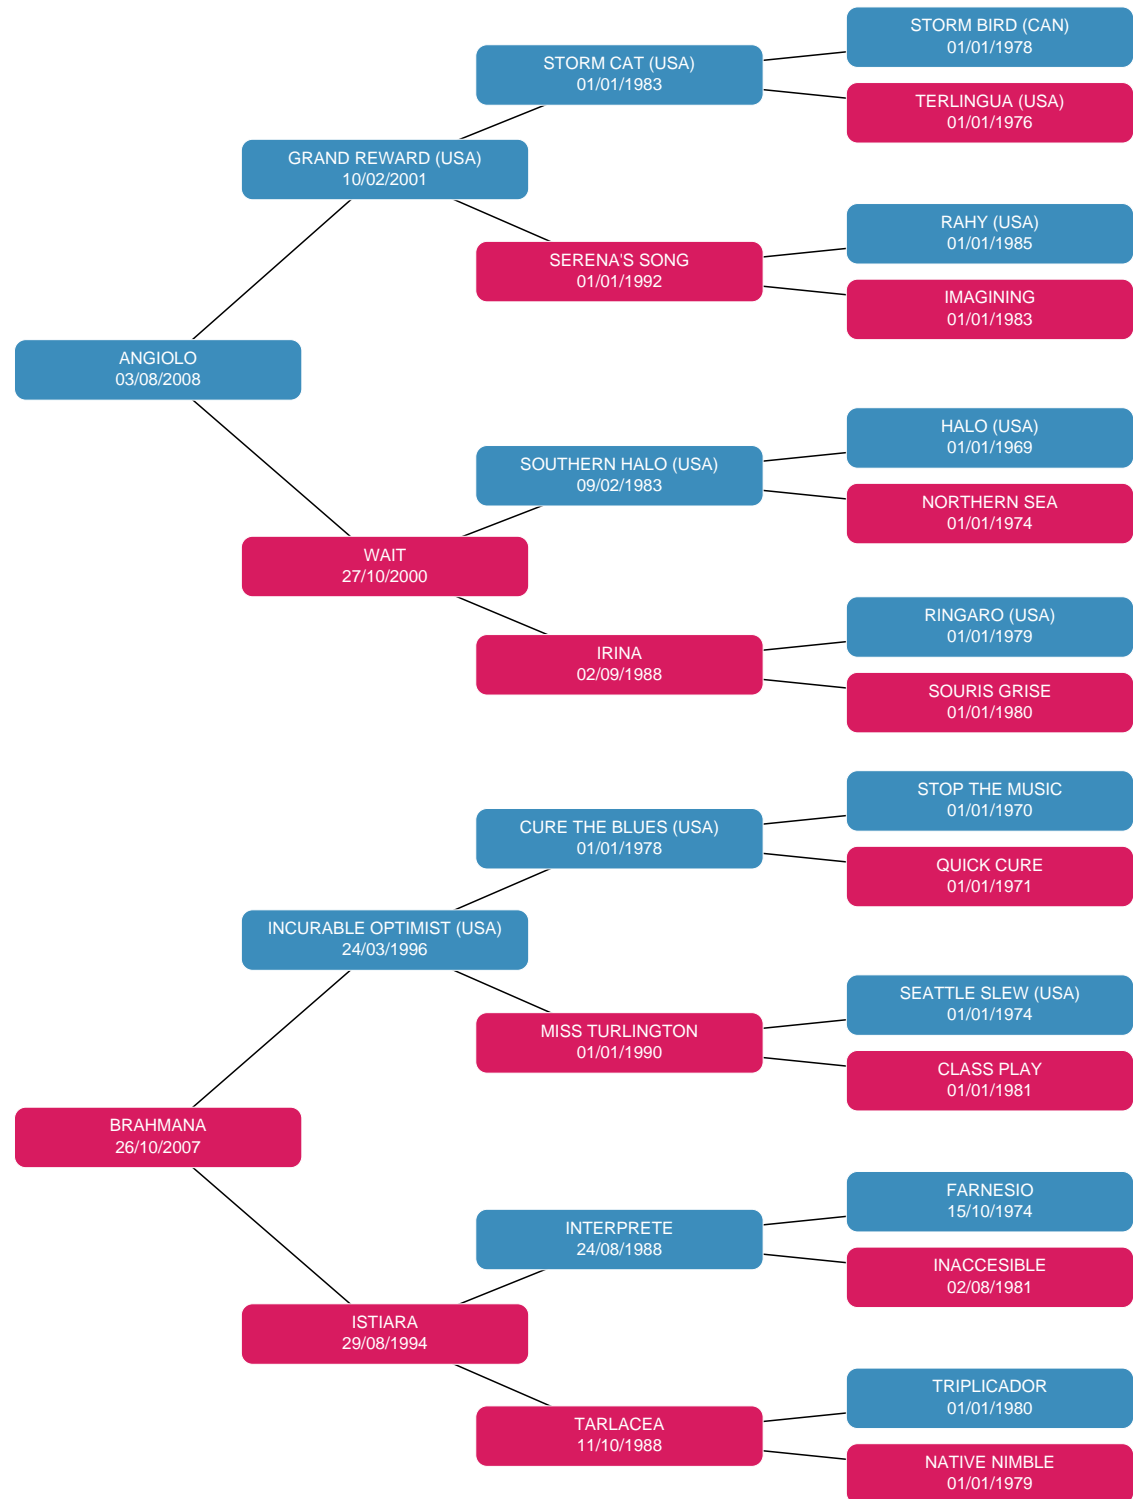 STORM BIRD (CAN)
01/01/1978
STORM CAT (USA)
01/01/1983
TERLINGUA (USA)
01/01/1976
GRAND REWARD (USA)
10/02/2001
RAHY (USA)
01/01/1985
SERENA'S SONG
01/01/1992
IMAGINING
01/01/1983
ANGIOLO
03/08/2008
HALO (USA)
01/01/1969
SOUTHERN HALO (USA)
09/02/1983
NORTHERN SEA
01/01/1974
WAIT
27/10/2000
RINGARO (USA)
01/01/1979
IRINA
02/09/1988
SOURIS GRISE
01/01/1980
STOP THE MUSIC
01/01/1970
CURE THE BLUES (USA)
01/01/1978
QUICK CURE
01/01/1971
INCURABLE OPTIMIST (USA)
24/03/1996
SEATTLE SLEW (USA)
01/01/1974
MISS TURLINGTON
01/01/1990
CLASS PLAY
01/01/1981
BRAHMANA
26/10/2007
FARNESIO
15/10/1974
INTERPRETE
24/08/1988
INACCESIBLE
02/08/1981
ISTIARA
29/08/1994
TRIPLICADOR
01/01/1980
TARLACEA
11/10/1988
NATIVE NIMBLE
01/01/1979